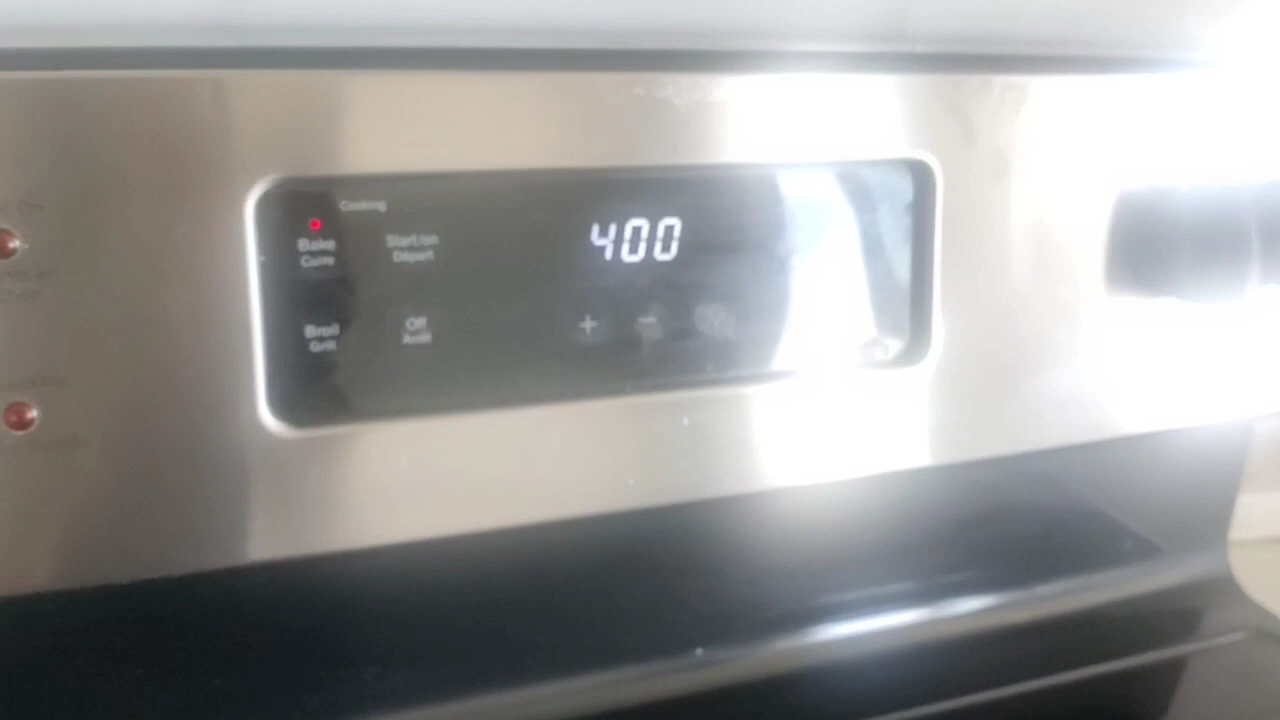 Cooking
Bake
Cuire
Start/on
Départ
400
Broil
Gril
Off
Arrêt
+ -